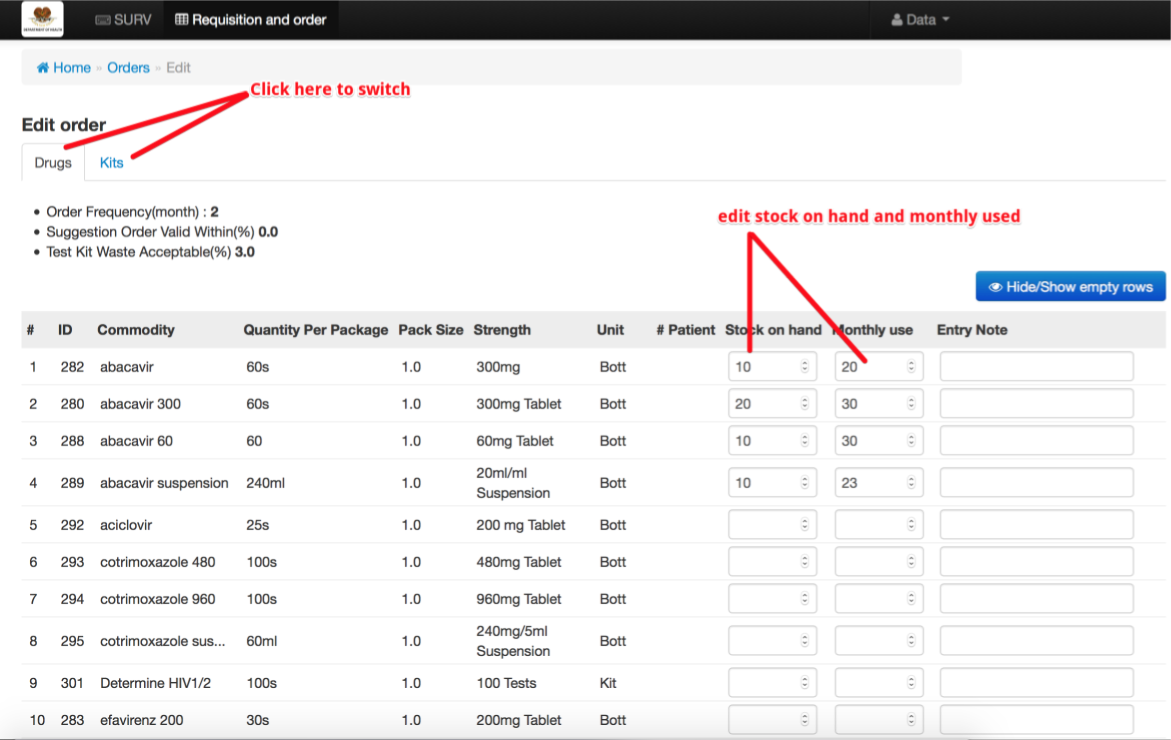 SURV Requisition and order Data
Home » Orders » Edit
Click here to switch
Edit order
Drugs Kits
• Order Frequency(month) : 2
• Suggestion Order Valid Within(%) 0.0
• Test Kit Waste Acceptable(%) 3.0
edit stock on hand and monthly used
Hide/Show empty rows
# ID Commodity Quantity Per Package Pack Size Strength Unit # Patient Stock on hand Monthly use Entry Note
1 282 abacavir 60s 1.0 300mg Bott 10 20
2 280 abacavir 300 60s 1.0 300mg Tablet Bott 20 30
3 288 abacavir 60 60 1.0 60mg Tablet Bott 10 30
4 289 abacavir suspension 240ml 1.0 20ml/ml Bott 10 23
Suspension
5 292 aciclovir 25s 1.0 200 mg Tablet Bott
6 293 cotrimoxazole 480 100s 1.0 480mg Tablet Bott
7 294 cotrimoxazole 960 100s 1.0 960mg Tablet Bott
8 295 cotrimoxazole sus... 60ml 1.0 240mg/5ml Bott
Suspension
9 301 Determine HIV1/2 100s 1.0 100 Tests Kit
10 283 efavirenz 200 30s 1.0 200mg Tablet Bott